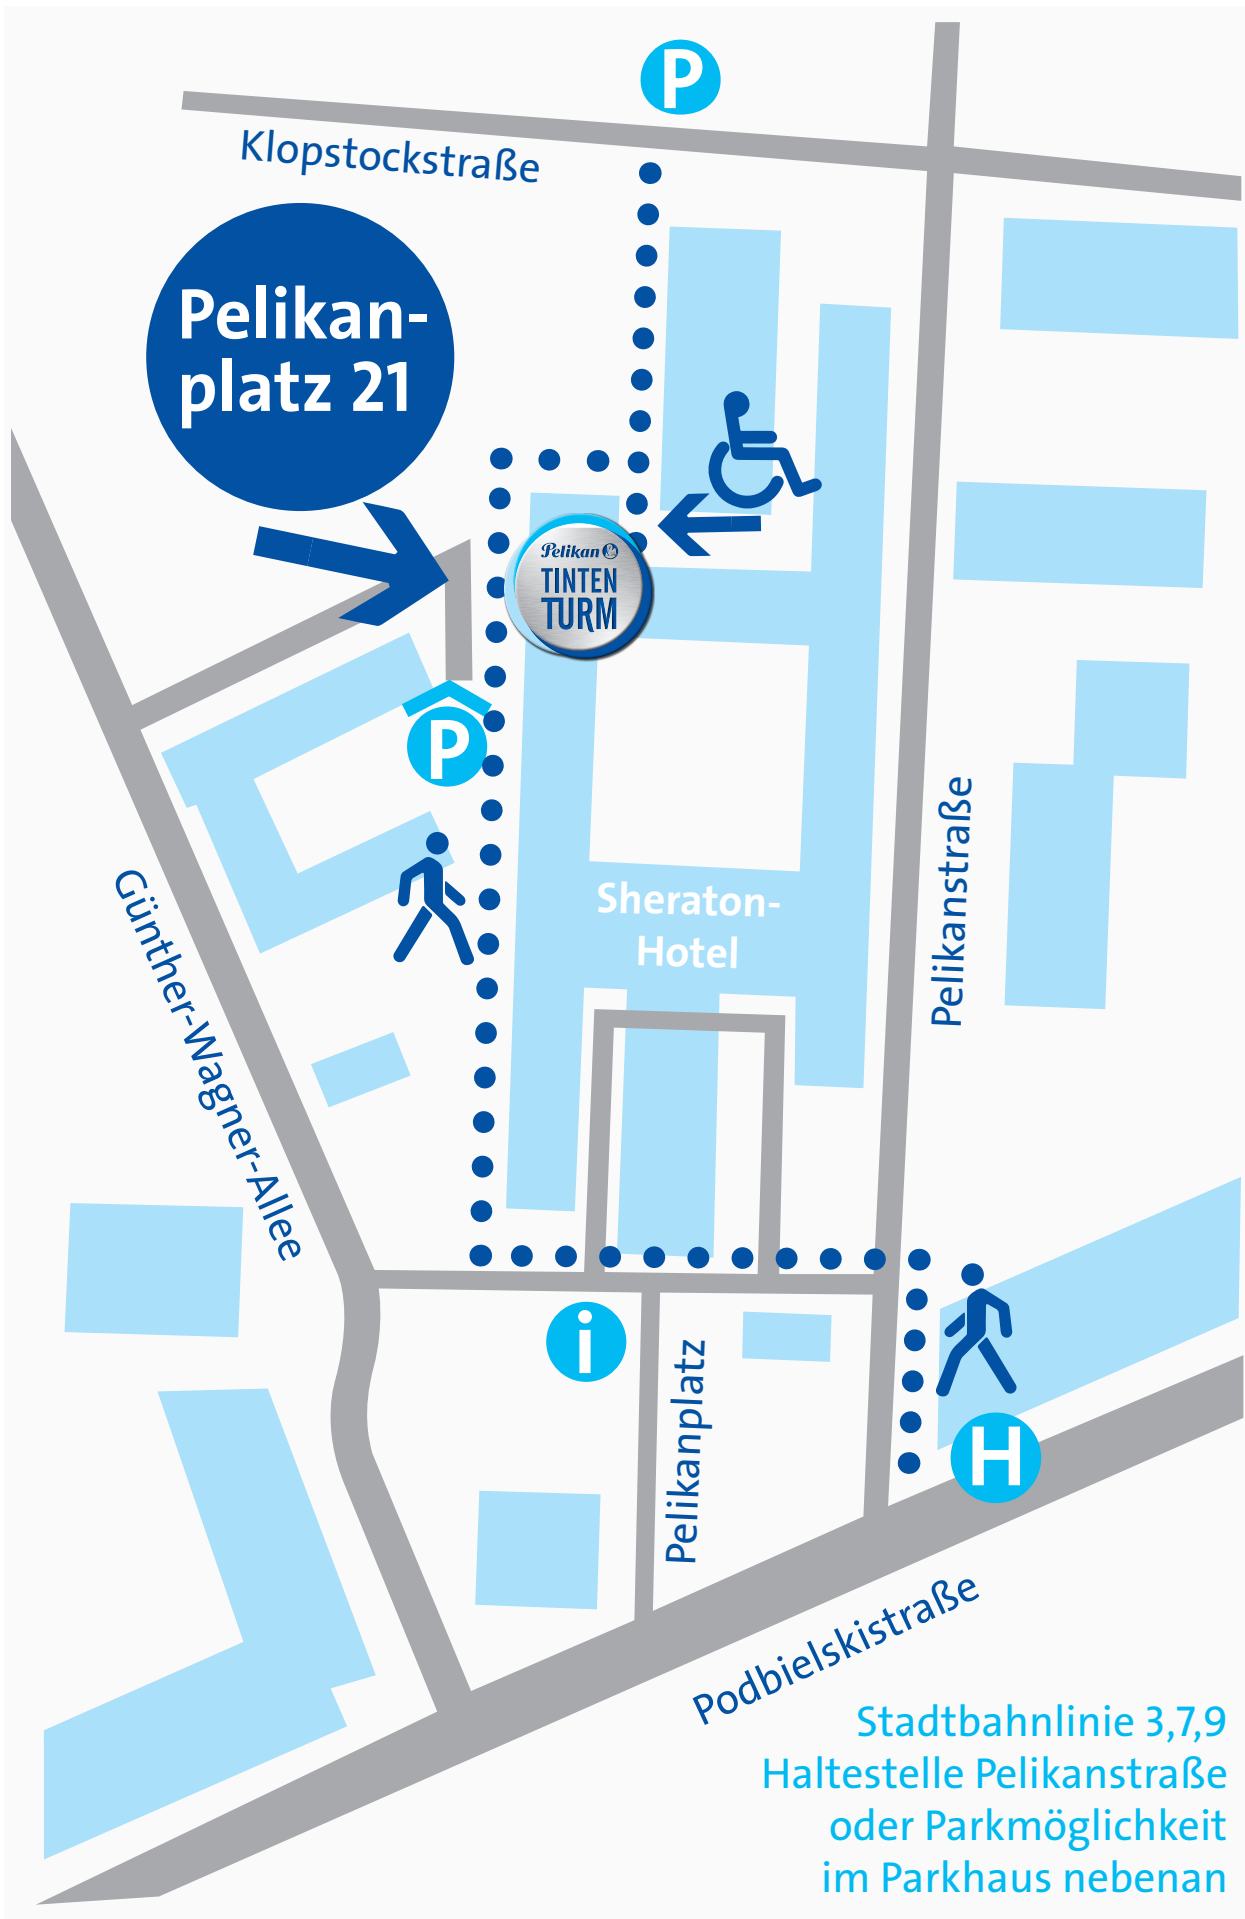 P
Klopstockstraße
Pelikan-
platz 21
Pelikan
TINTEN
TURM
P
Sheraton-
Hotel
Pelikanstraße
Günther-Wagner-Allee
i
Pelikanplatz
H
Podbielskistraße
Stadtbahnlinie 3,7,9
Haltestelle Pelikanstraße
oder Parkmöglichkeit
im Parkhaus nebenan